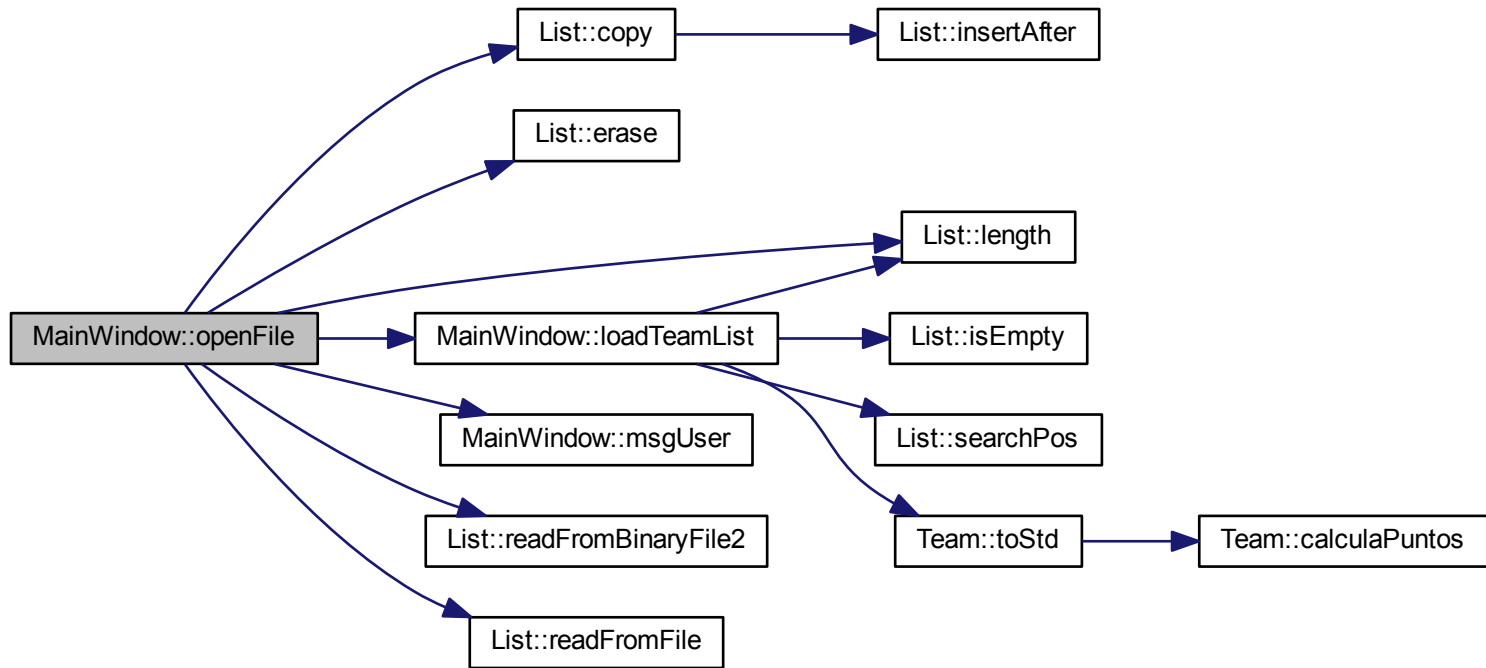 List::copy
List::insertAfter
List::erase
List::length
MainWindow::openFile
MainWindow::loadTeamList
List::isEmpty
MainWindow::msgUser
List::searchPos
List::readFromBinaryFile2
Team::toStd
Team::calculaPuntos
List::readFromFile